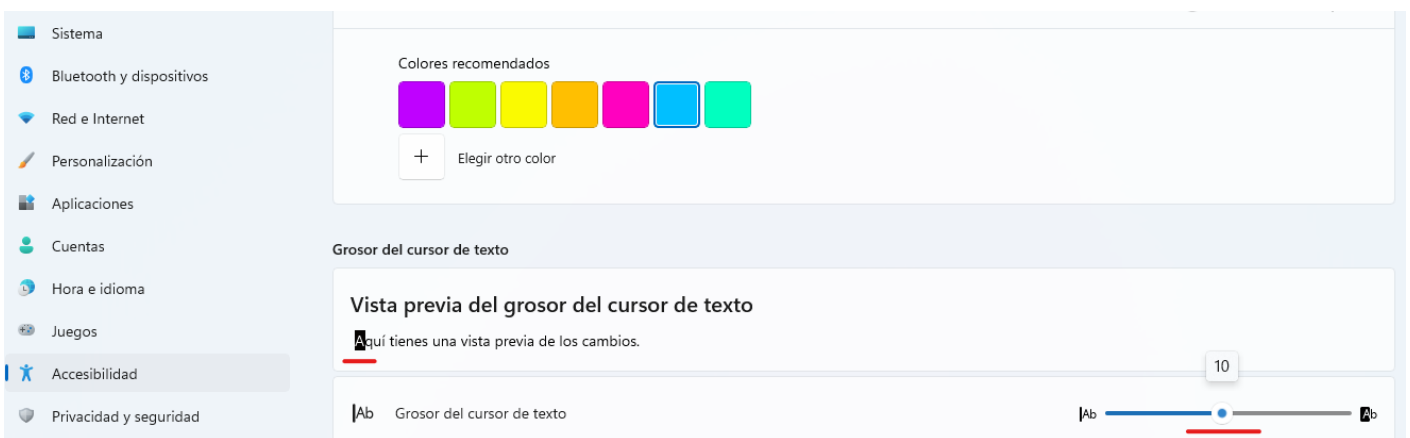 Sistema
Bluetooth y dispositivos
Red e Internet
Personalización
Aplicaciones
Cuentas
Hora e idioma
Juegos
Accesibilidad
Privacidad y seguridad
Colores recomendados
Elegir otro color
Grosor del cursor de texto
Vista previa del grosor del cursor de texto
Aquí tienes una vista previa de los cambios.
10
Ab Grosor del cursor de texto Ab Ab